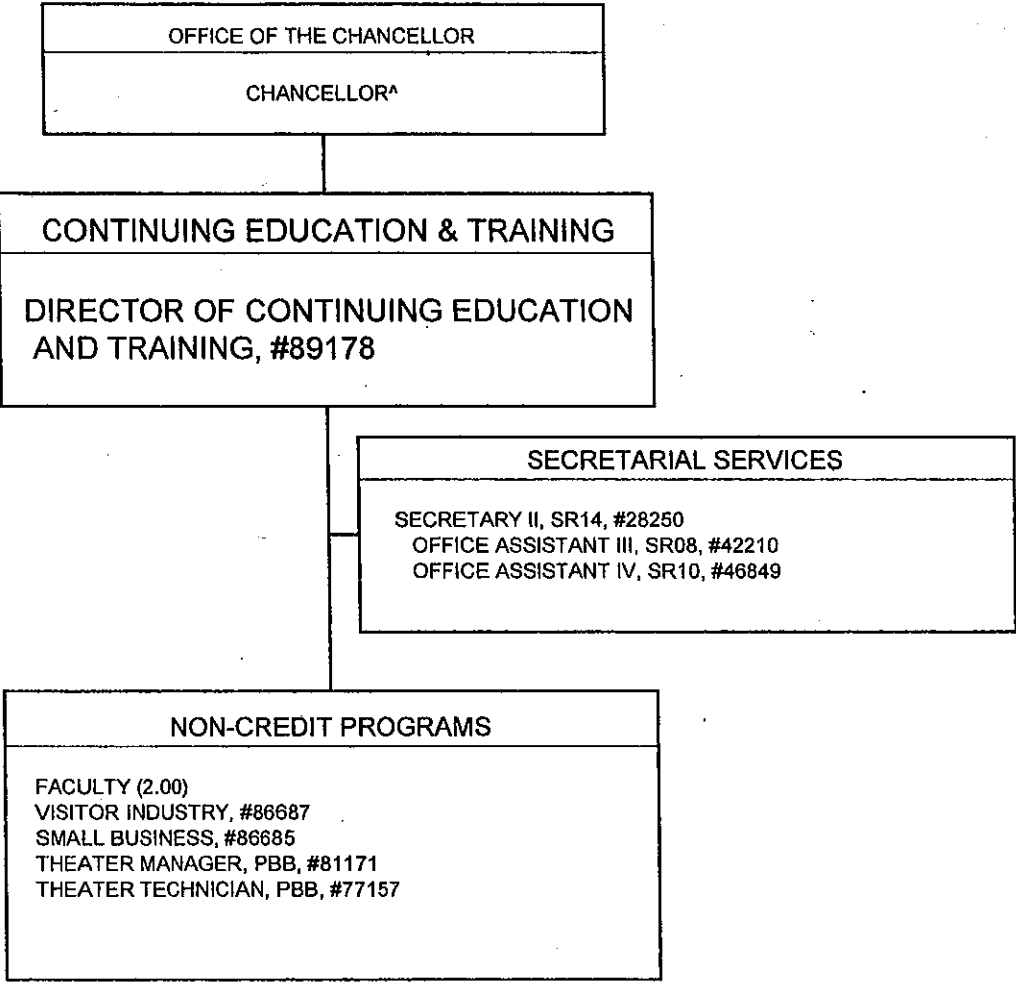 OFFICE OF THE CHANCELLOR
CHANCELLOR^
CONTINUING EDUCATION & TRAINING
DIRECTOR OF CONTINUING EDUCATION
AND TRAINING, #89178
SECRETARIAL SERVICES
SECRETARY II, SR14, #28250
OFFICE ASSISTANT III, SR08, #42210
OFFICE ASSISTANT IV, SR10, #46849
NON-CREDIT PROGRAMS
FACULTY (2.00)
VISITOR INDUSTRY, #86687
SMALL BUSINESS, #86685
THEATER MANAGER, PBB, #81171
THEATER TECHNICIAN, PBB, #77157